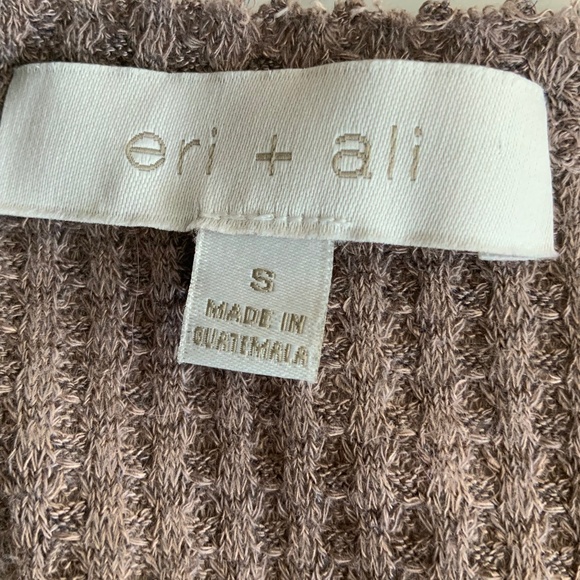 eri + ali
S
MADE IN
GUATEMALA